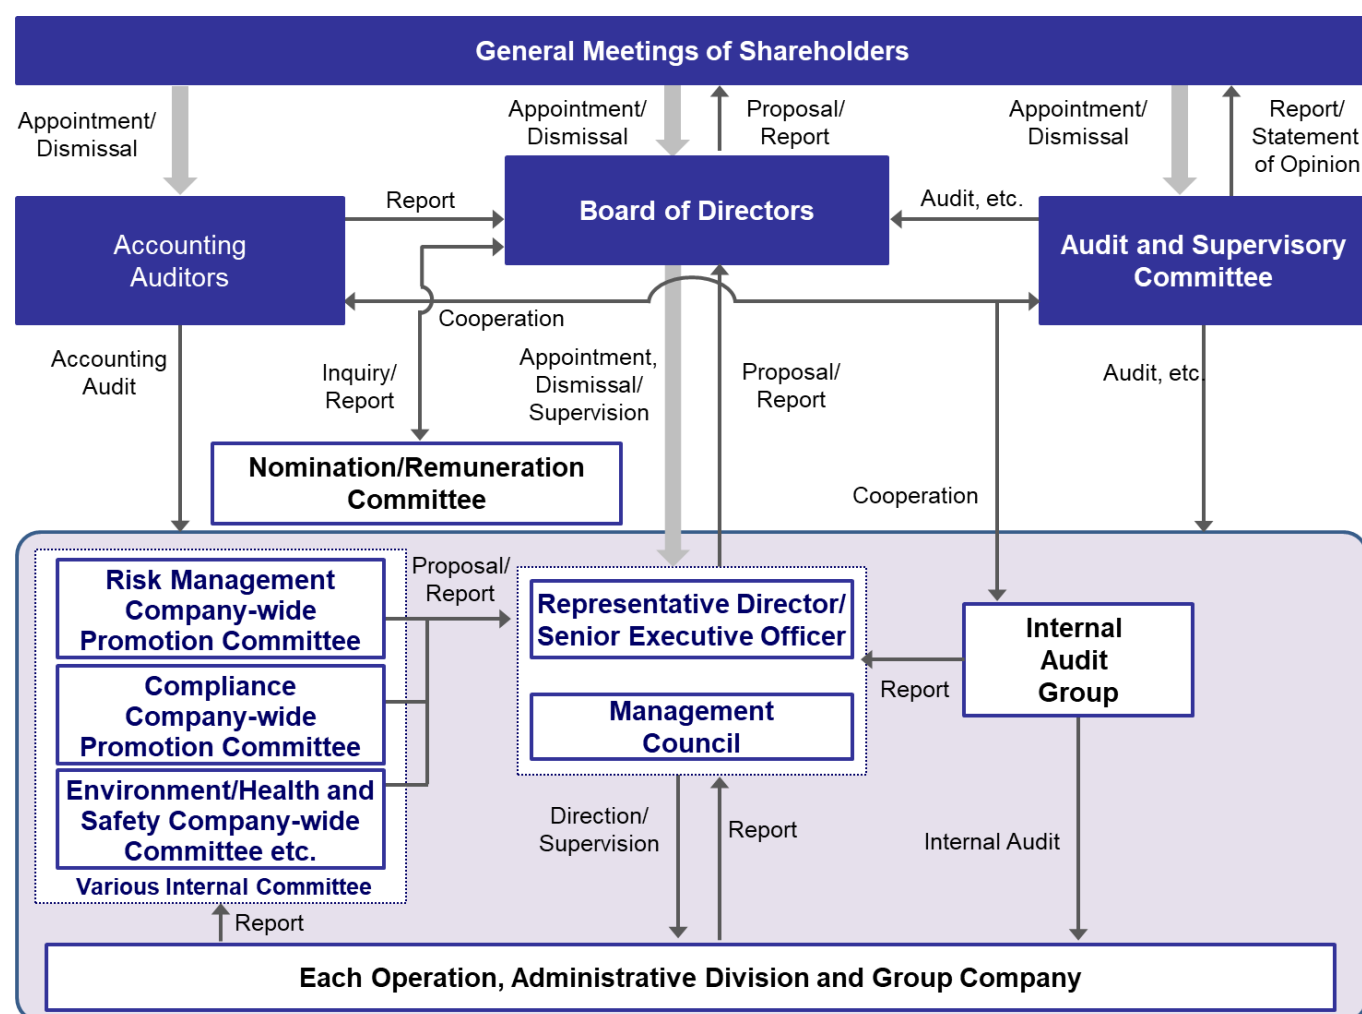 General Meetings of Shareholders
Appointment/
Dismissal
Appointment/
Dismissal
Proposal/
Report
Appointment/
Dismissal
Report/
Statement
of Opinion
Accounting
Auditors
Report
Board of Directors
Audit, etc.
Audit and Supervisory
Committee
Cooperation
Accounting
Audit
Inquiry/
Report
Appointment,
Dismissal/
Supervision
Proposal/
Report
Audit, etc.
Nomination/Remuneration
Committee
Cooperation
Risk Management
Company-wide
Promotion Committee
Compliance
Company-wide
Promotion Committee
Environment/Health and
Safety Company-wide
Committee etc.
Various Internal Committee
Proposal/
Report
Representative Director/
Senior Executive Officer
Management
Council
Report
Internal
Audit
Group
Direction/
Supervision
Report
Internal Audit
Report
Each Operation, Administrative Division and Group Company